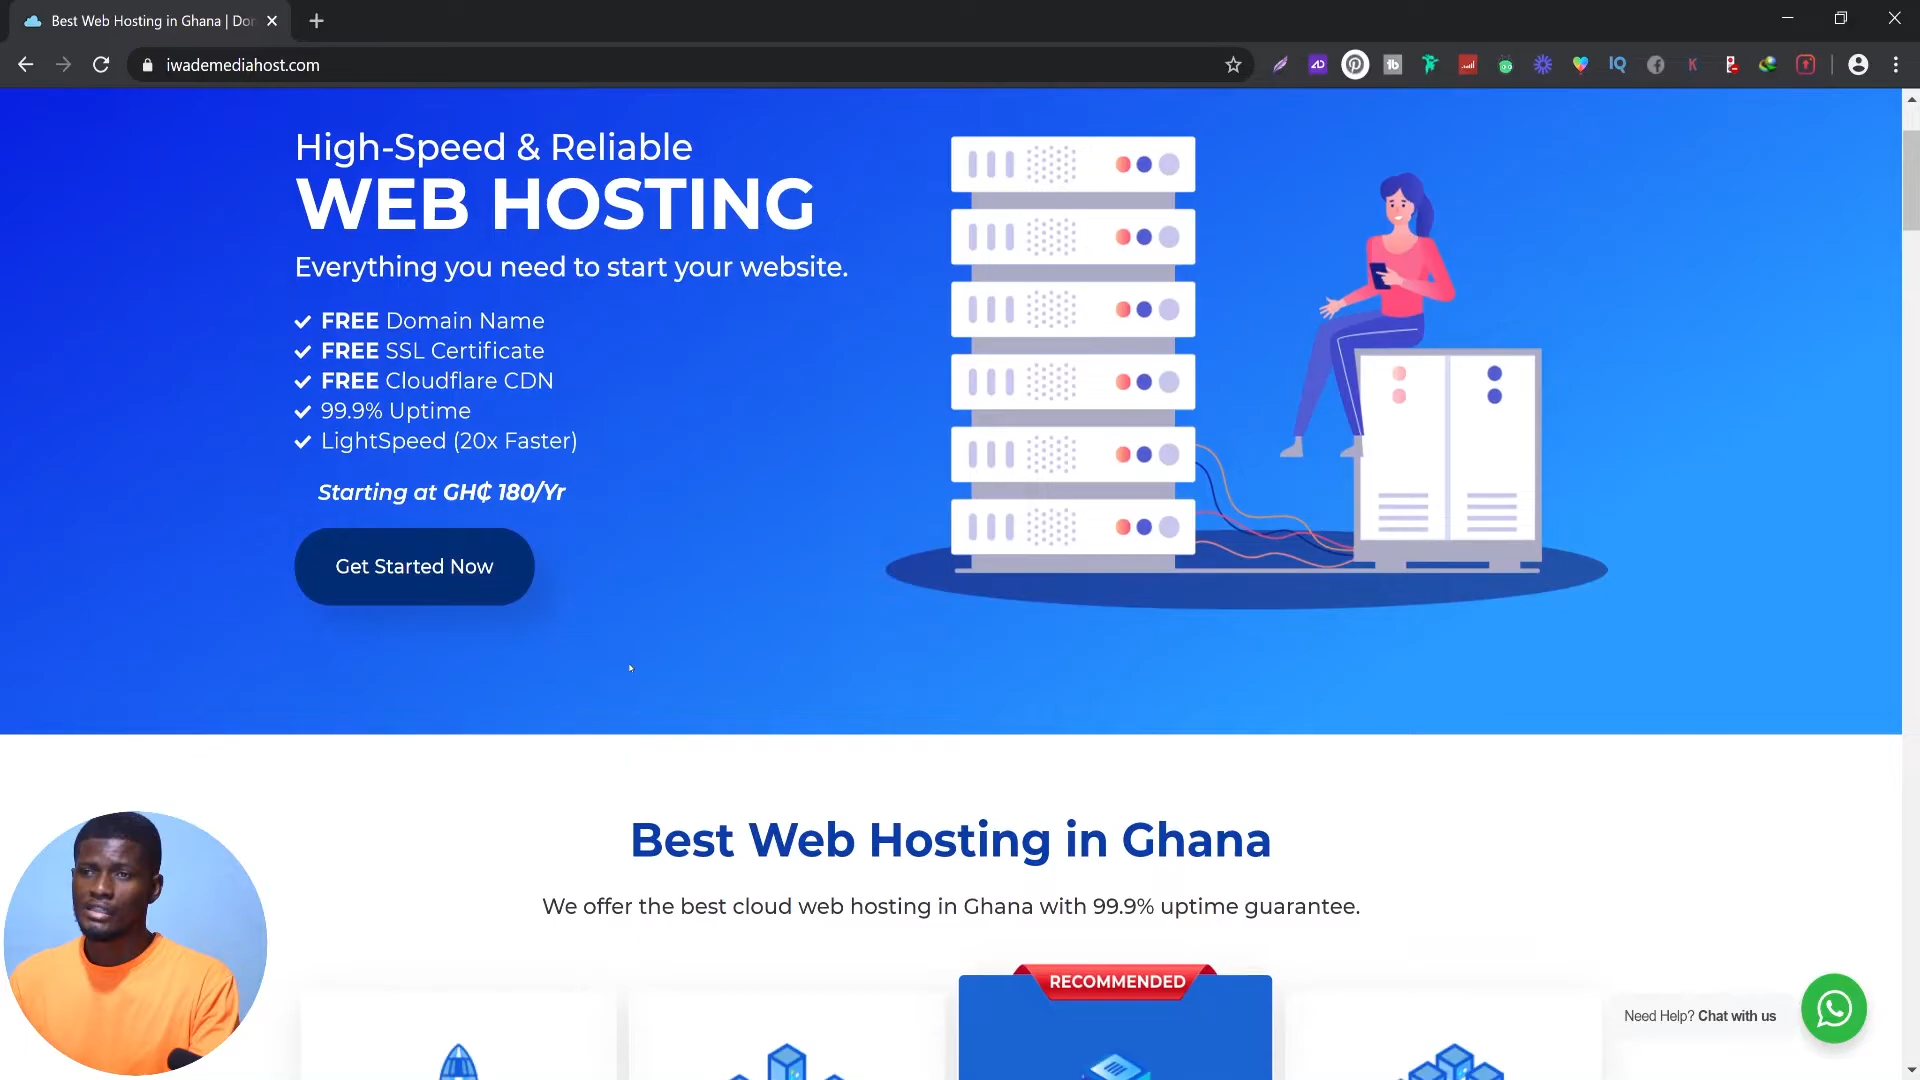 Best Web Hosting in Ghana | Do
iwademediahost.com
High-Speed & Reliable
WEB HOSTING
Everything you need to start your website.
FREE Domain Name
FREE SSL Certificate
FREE Cloudflare CDN
99.9% Uptime
LightSpeed (20x Faster)
Starting at GH₵ 180/Yr
Get Started Now
Best Web Hosting in Ghana
We offer the best cloud web hosting in Ghana with 99.9% uptime guarantee.
RECOMMENDED
Need Help? Chat with us